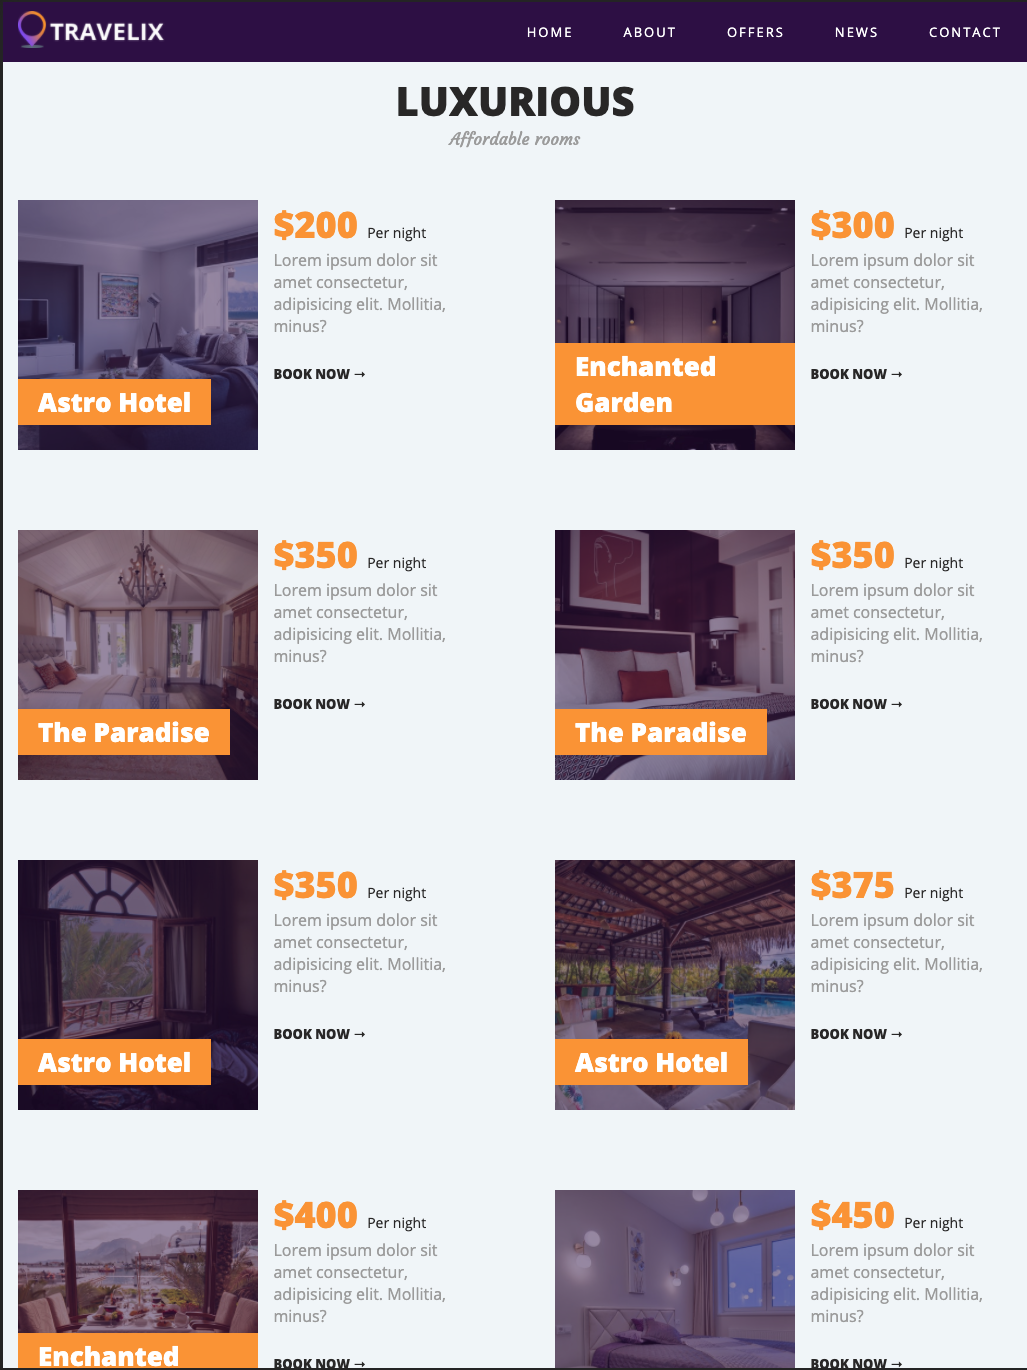 TRAVELIX
HOME ABOUT OFFERS NEWS CONTACT
LUXURIOUS
Affordable rooms
$200 Per night
Lorem ipsum dolor sit
amet consectetur,
adipisicing elit. Mollitia,
minus?
BOOK NOW →
Astro Hotel
$300 Per night
Lorem ipsum dolor sit
amet consectetur,
adipisicing elit. Mollitia,
minus?
BOOK NOW →
Enchanted
Garden
$350 Per night
Lorem ipsum dolor sit
amet consectetur,
adipisicing elit. Mollitia,
minus?
BOOK NOW →
The Paradise
$350 Per night
Lorem ipsum dolor sit
amet consectetur,
adipisicing elit. Mollitia,
minus?
BOOK NOW →
The Paradise
$350 Per night
Lorem ipsum dolor sit
amet consectetur,
adipisicing elit. Mollitia,
minus?
BOOK NOW →
Astro Hotel
$375 Per night
Lorem ipsum dolor sit
amet consectetur,
adipisicing elit. Mollitia,
minus?
BOOK NOW →
Astro Hotel
$400 Per night
Lorem ipsum dolor sit
amet consectetur,
adipisicing elit. Mollitia,
minus?
BOOK NOW →
Enchanted
$450 Per night
Lorem ipsum dolor sit
amet consectetur,
adipisicing elit. Mollitia,
minus?
BOOK NOW →